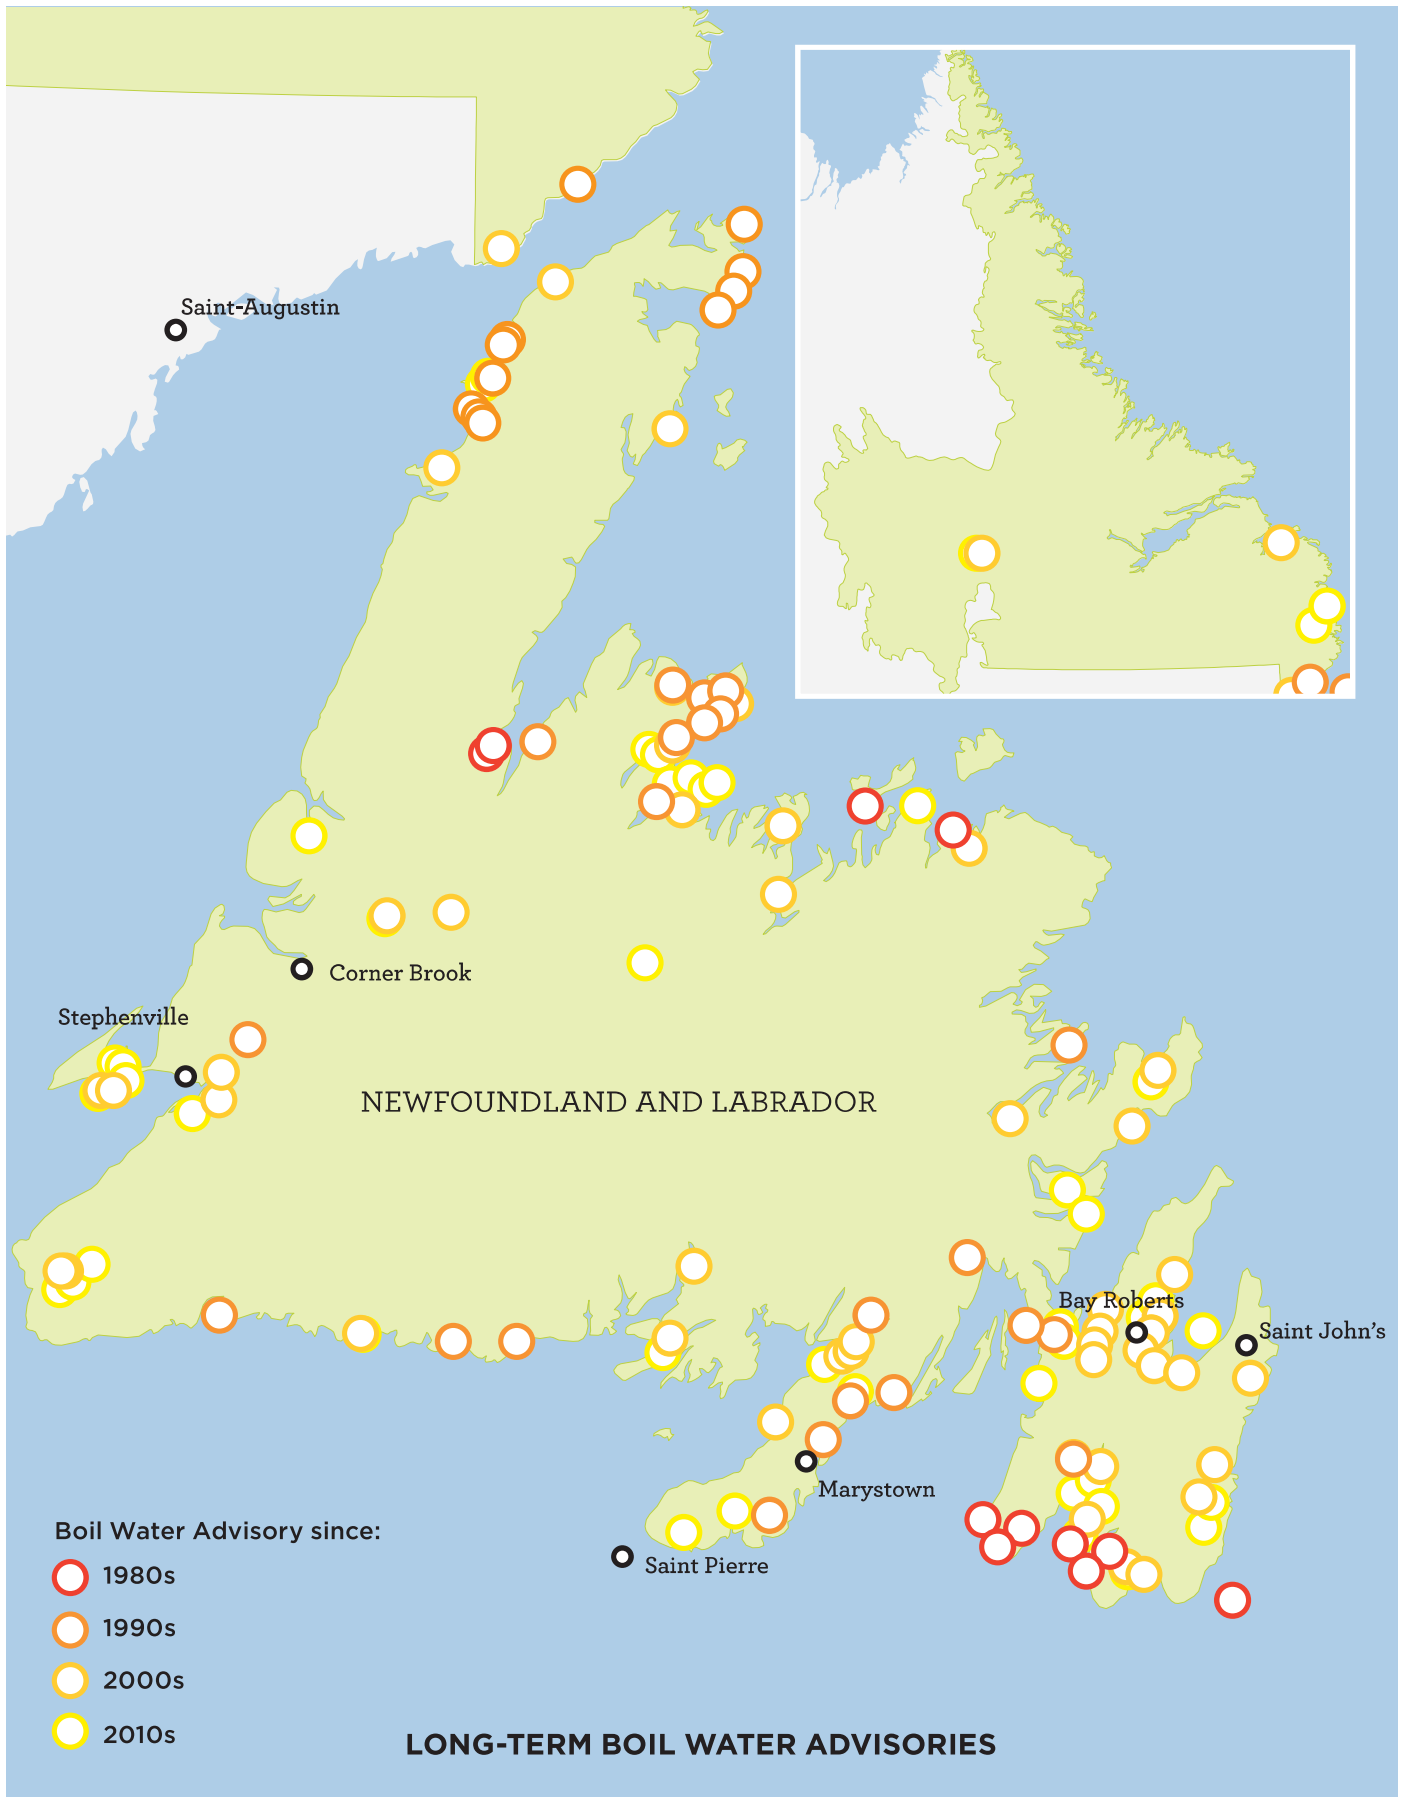 Saint-Augustin
Corner Brook
Stephenville
NEWFOUNDLAND AND LABRADOR
Bay Roberts
Saint John's
Marystown
Saint Pierre
Boil Water Advisory since:
1980s
1990s
2000s
2010s
LONG-TERM BOIL WATER ADVISORIES